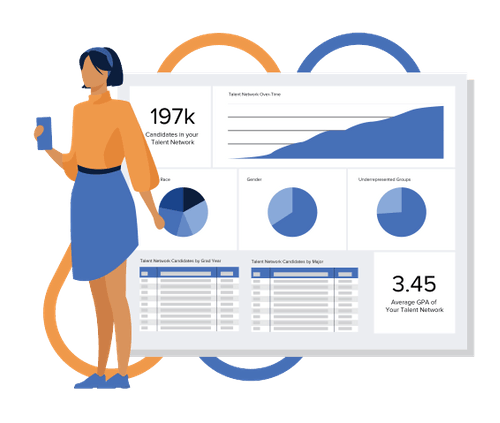 197k
Candidates in your
Talent Network
Talent Network Over Time
Race
Gender
Underrepresented Groups
Talent Network Candidates by Grad Year
Talent Network Candidates by Major
3.45
Average GPA of
Your Talent Network